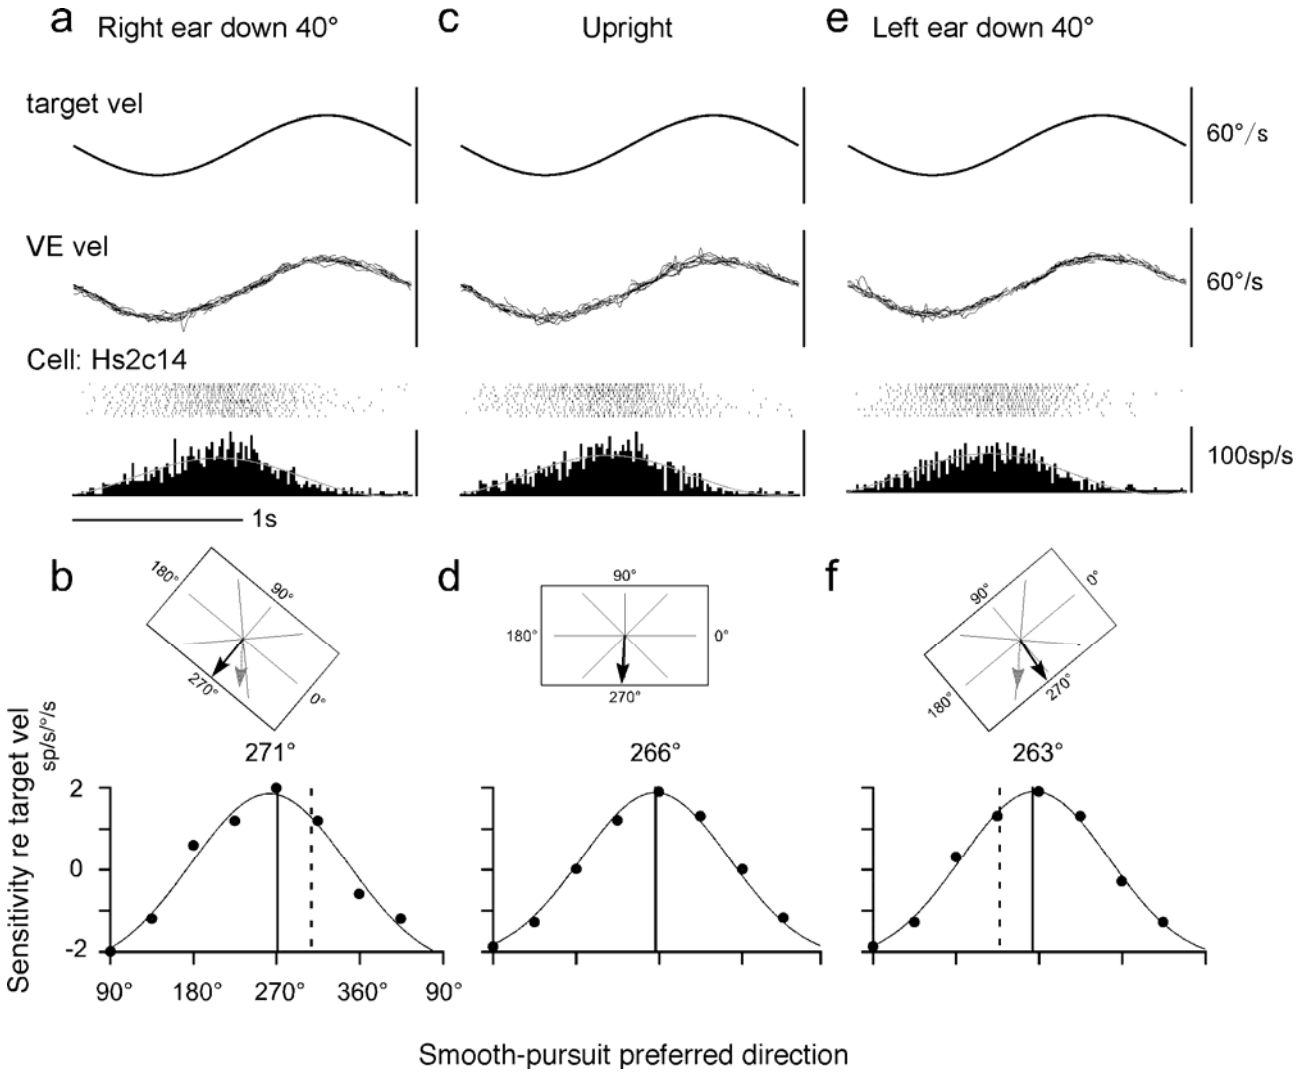 a Right ear down 40°
c Upright
e Left ear down 40°
target vel
60°/s
VE vel
60°/s
Cell: Hs2c14
100sp/s
1s
b
180°
90°
270°
0°
d
90°
180°
0°
270°
f
90°
0°
180°
270°
271°
266°
263°
Sensitivity re target vel
sp/s/°/s
2
0
-2
90° 180° 270° 360° 90°
Smooth-pursuit preferred direction